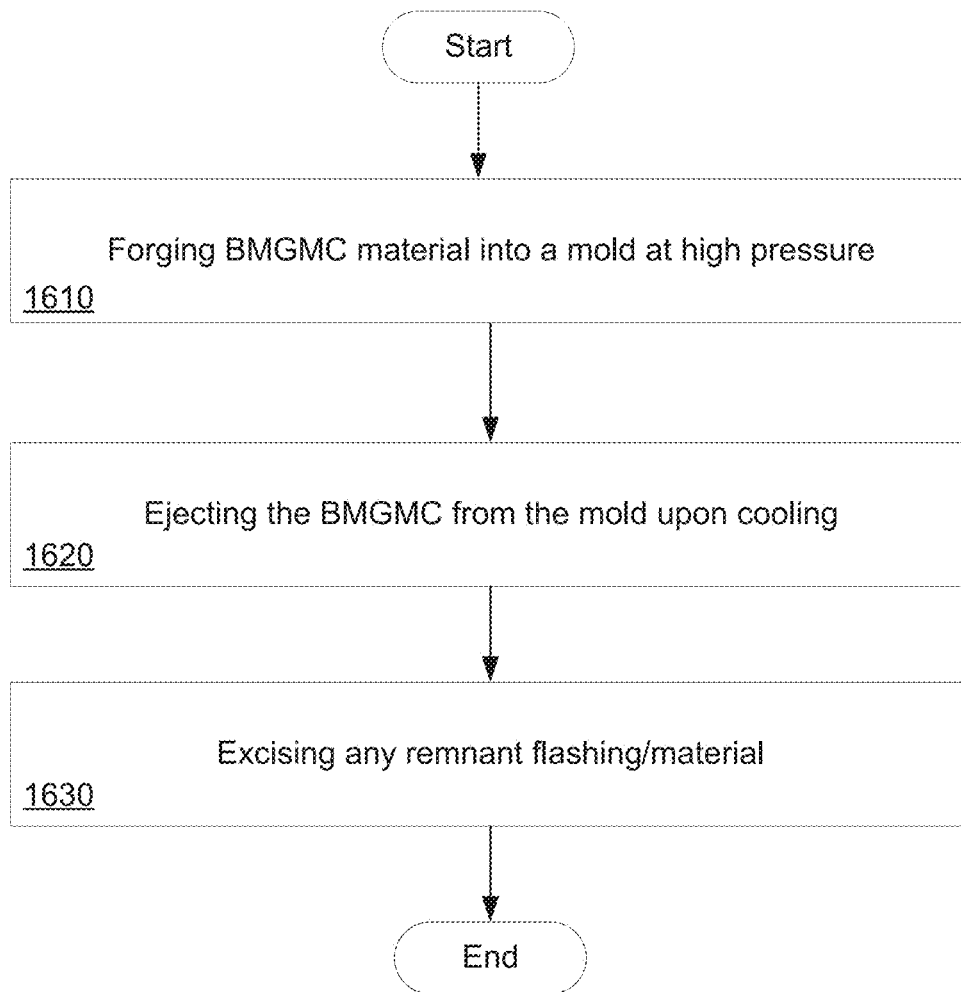 Start
Forging BMGMC material into a mold at high pressure
1610
Ejecting the BMGMC from the mold upon cooling
1620
Excising any remnant flashing/material
1630
End